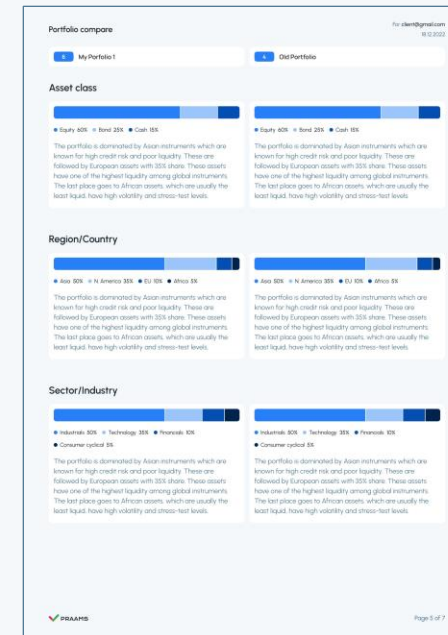 Portfolio compare
For client@gmail.com
18.12.2022
5 My Porfolio 1
4 Old Portfolio
Asset class
Equity 60% Bond 25% Cash 15%
The portfolio is dominated by Asian instruments which are
known for high credit risk and poor liquidity. These are
followed by European assets with 35% share. These assets
have one of the highest liquidity among global instruments.
The last place goes to African assets, which are usually the
least liquid, have high volatility and stress-test levels.
Equity 60% Bond 25% Cash 15%
The portfolio is dominated by Asian instruments which are
known for high credit risk and poor liquidity. These are
followed by European assets with 35% share. These assets
have one of the highest liquidity among global instruments.
The last place goes to African assets, which are usually the
least liquid, have high volatility and stress-test levels.
Region/Country
Asia 50% N. America 35% EU 10% Africa 5%
The portfolio is dominated by Asian instruments which are
known for high credit risk and poor liquidity. These are
followed by European assets with 35% share. These assets
have one of the highest liquidity among global instruments.
The last place goes to African assets, which are usually the
least liquid, have high volatility and stress-test levels.
Asia 50% N. America 35% EU 10% Africa 5%
The portfolio is dominated by Asian instruments which are
known for high credit risk and poor liquidity. These are
followed by European assets with 35% share. These assets
have one of the highest liquidity among global instruments.
The last place goes to African assets, which are usually the
least liquid, have high volatility and stress-test levels.
Sector/Industry
Industrials 50% Technology 35% Financials 10%
Consumer cyclical 5%
The portfolio is dominated by Asian instruments which are
known for high credit risk and poor liquidity. These are
followed by European assets with 35% share. These assets
have one of the highest liquidity among global instruments.
The last place goes to African assets, which are usually the
least liquid, have high volatility and stress-test levels.
Industrials 50% Technology 35% Financials 10%
Consumer cyclical 5%
The portfolio is dominated by Asian instruments which are
known for high credit risk and poor liquidity. These are
followed by European assets with 35% share. These assets
have one of the highest liquidity among global instruments.
The last place goes to African assets, which are usually the
least liquid, have high volatility and stress-test levels.
PRAAMS
Page 5 of 7